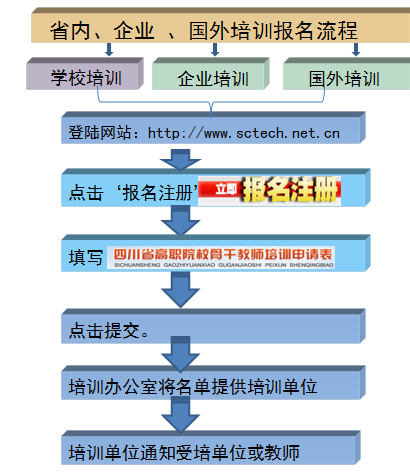 省内、企业 、国外培训报名流程
学校培训
企业培训
国外培训
登陆网站：http://www.sctech.net.cn
点击‘报名注册’ 立即 报名注册
填写 四川省高职院校骨干教师培训申请表
SICHUANSHENG GAOZHIYUANXIAO GUGANJIAOSHI PEIXUN SHENQINGBIAO
点击提交。
培训办公室将名单提供培训单位
培训单位通知受培单位或教师